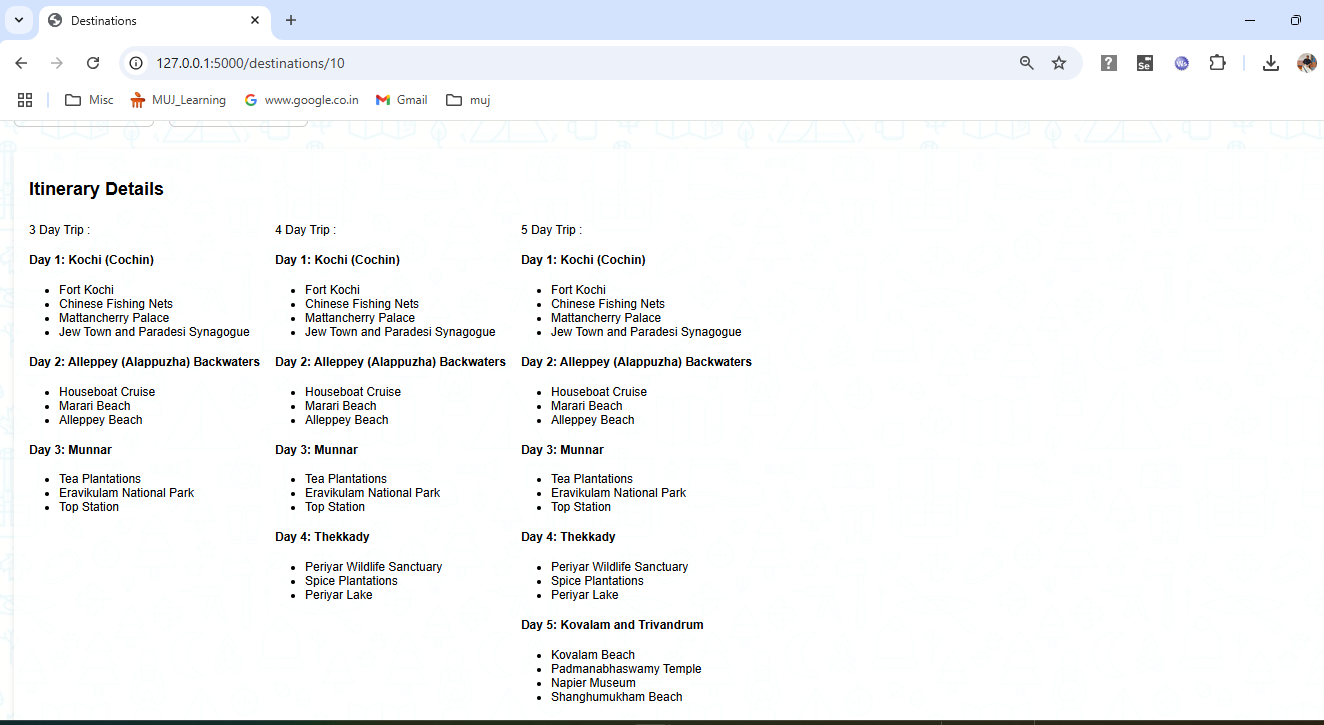 Destinations
127.0.0.1:5000/destinations/10
Se
Ws
Misc
MUJ_Learning
www.google.co.in
Gmail
muj
Itinerary Details
3 Day Trip :
Day 1: Kochi (Cochin)
Fort Kochi
Chinese Fishing Nets
Mattancherry Palace
Jew Town and Paradesi Synagogue
Day 2: Alleppey (Alappuzha) Backwaters
Houseboat Cruise
Marari Beach
Alleppey Beach
Day 3: Munnar
Tea Plantations
Eravikulam National Park
Top Station
4 Day Trip :
Day 1: Kochi (Cochin)
Fort Kochi
Chinese Fishing Nets
Mattancherry Palace
Jew Town and Paradesi Synagogue
Day 2: Alleppey (Alappuzha) Backwaters
Houseboat Cruise
Marari Beach
Alleppey Beach
Day 3: Munnar
Tea Plantations
Eravikulam National Park
Top Station
Day 4: Thekkady
Periyar Wildlife Sanctuary
Spice Plantations
Periyar Lake
5 Day Trip :
Day 1: Kochi (Cochin)
Fort Kochi
Chinese Fishing Nets
Mattancherry Palace
Jew Town and Paradesi Synagogue
Day 2: Alleppey (Alappuzha) Backwaters
Houseboat Cruise
Marari Beach
Alleppey Beach
Day 3: Munnar
Tea Plantations
Eravikulam National Park
Top Station
Day 4: Thekkady
Periyar Wildlife Sanctuary
Spice Plantations
Periyar Lake
Day 5: Kovalam and Trivandrum
Kovalam Beach
Padmanabhaswamy Temple
Napier Museum
Shanghumukham Beach